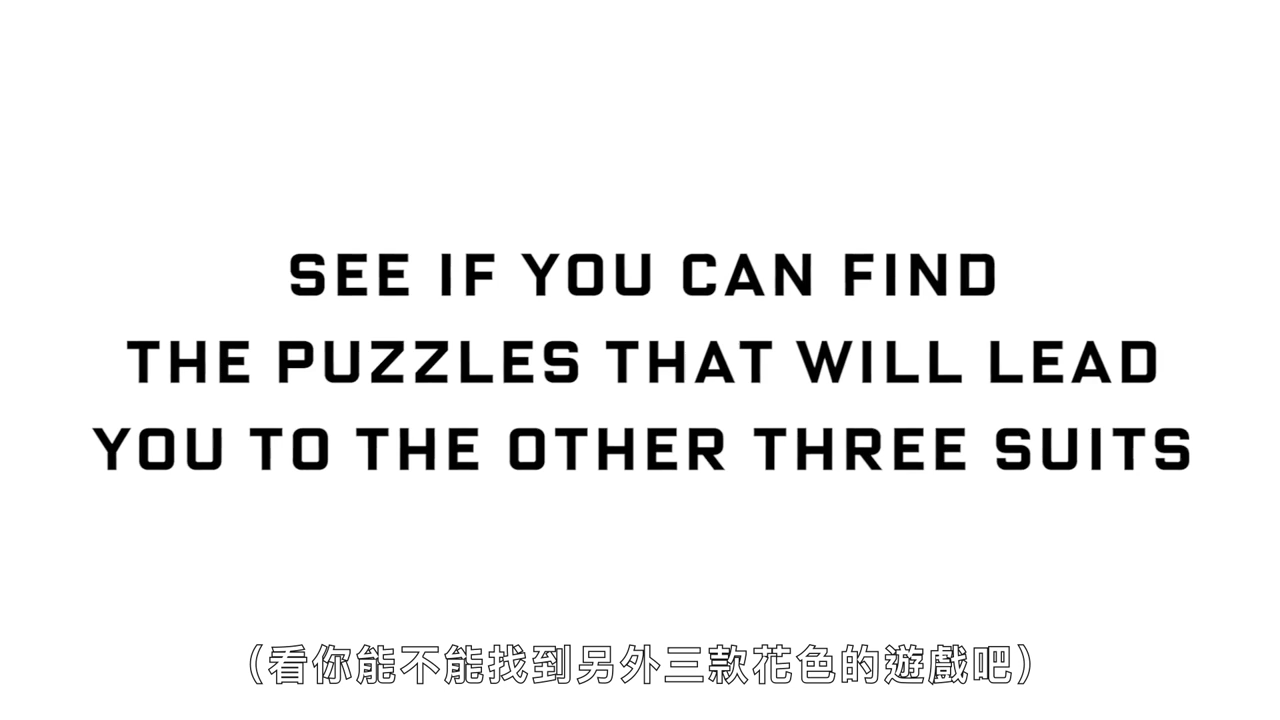 SEE IF YOU CAN FIND
THE PUZZLES THAT WILL LEAD
YOU TO THE OTHER THREE SUITS
（看你能不能找到另外三款花色的遊戲吧）